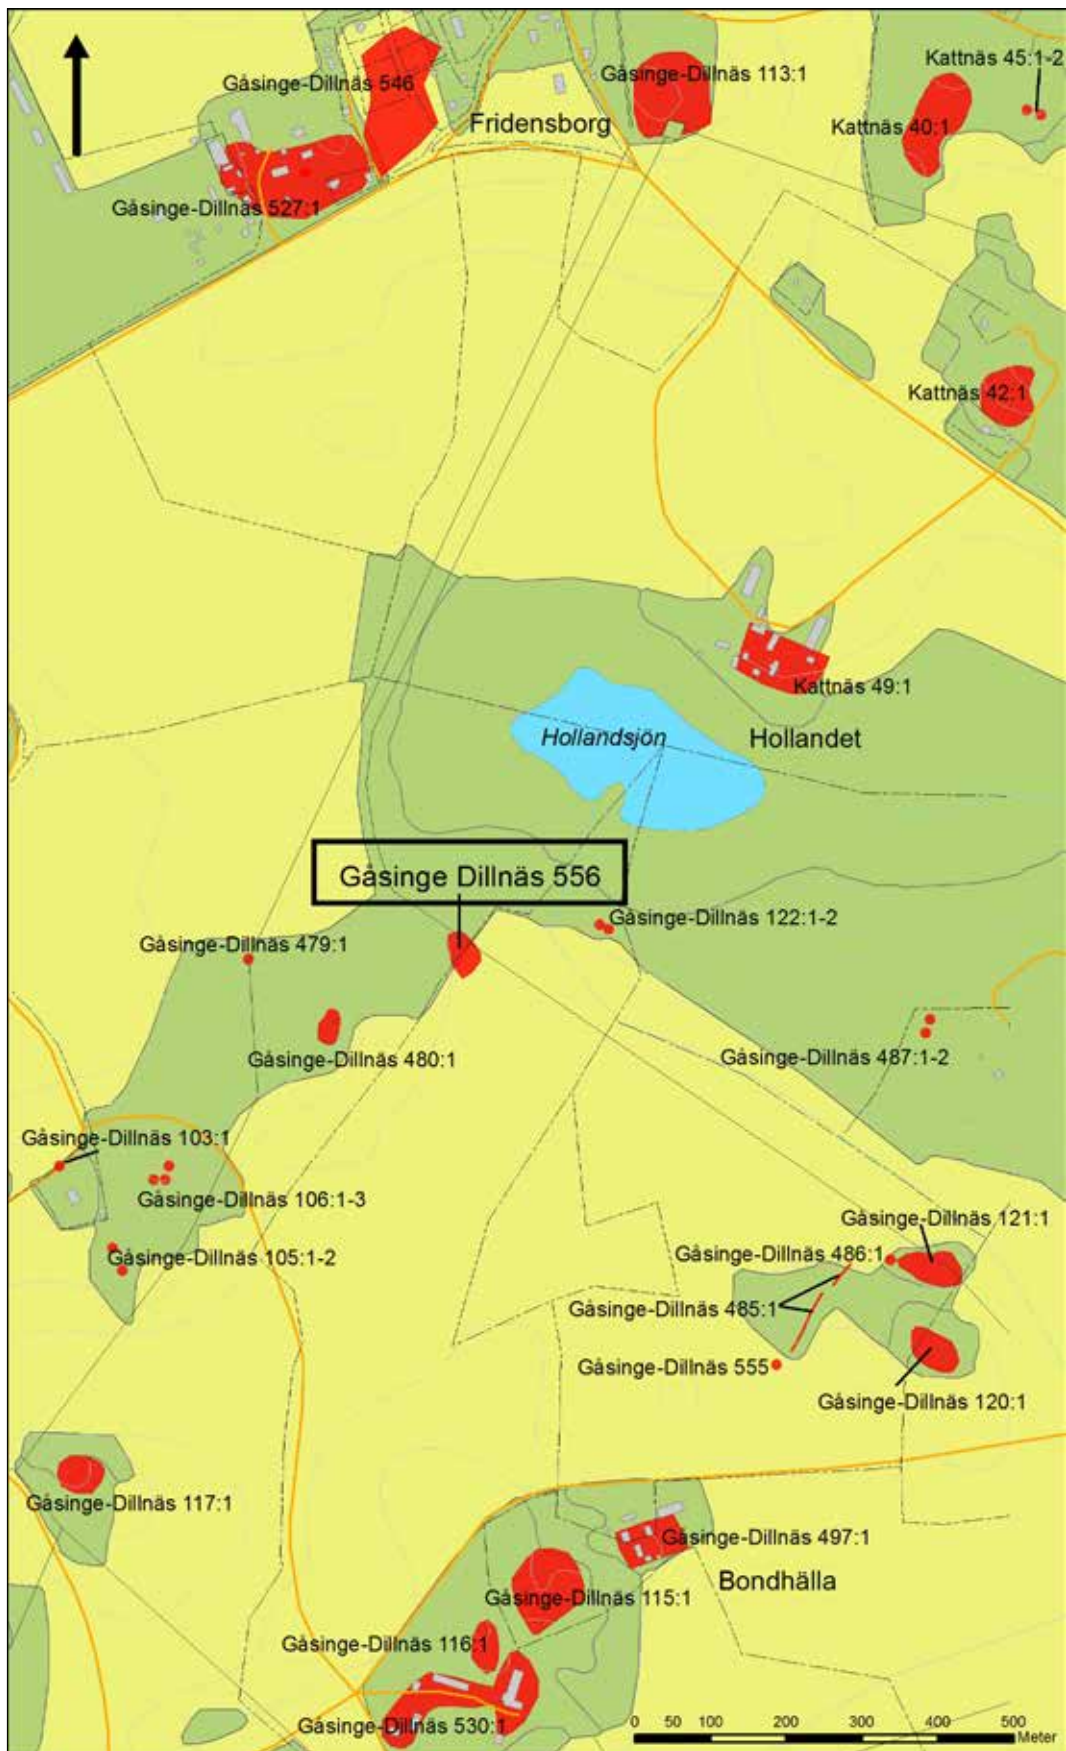 Kattnäs 45:1-2
Gåsinge-Dillnäs 546
Gåsinge-Dillnäs 113:1
Fridensborg
Kattnäs 40:1
Gåsinge-Dillnäs 527:1
Kattnäs 42:1
Kattnäs 49:1
Hollandsjön
Hollandet
Gåsinge Dillnäs 556
Gåsinge-Dillnäs 122:1-2
Gåsinge-Dillnäs 479:1
Gåsinge-Dillnäs 480:1
Gåsinge-Dillnäs 487:1-2
Gåsinge-Dillnäs 103:1
Gåsinge-Dillnäs 106:1-3
Gåsinge-Dillnäs 121:1
Gåsinge-Dillnäs 105:1-2
Gåsinge-Dillnäs 486:1
Gåsinge-Dillnäs 485:1
Gåsinge-Dillnäs 555
Gåsinge-Dillnäs 120:1
Gåsinge-Dillnäs 117:1
Gåsinge-Dillnäs 497:1
Bondhälla
Gåsinge-Dillnäs 115:1
Gåsinge-Dillnäs 116:1
Gåsinge-Dillnäs 530:1
0 50 100 200 300 400 500
Meter